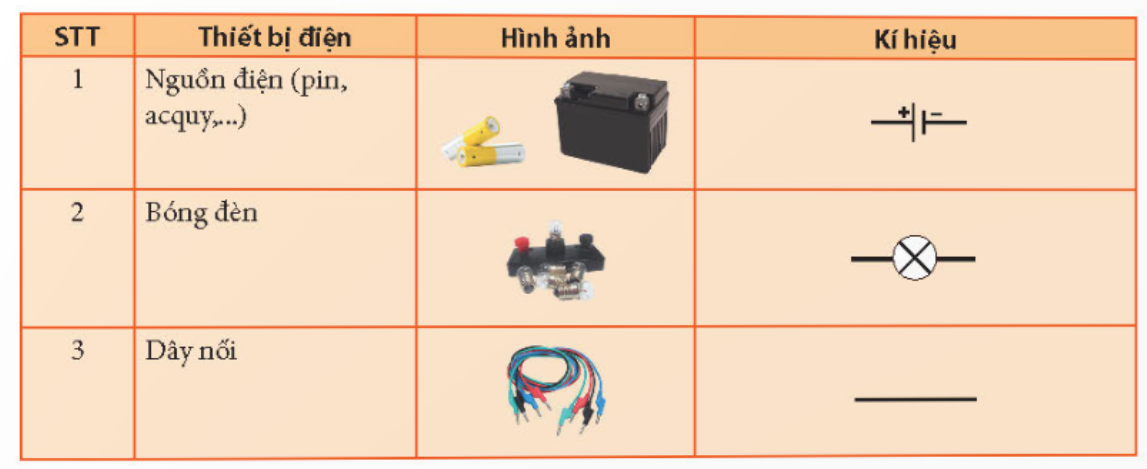 STT Thiết bị điện Hình ảnh Kí hiệu
1 Nguồn điện (pin,
acquy,...)
+ -
2 Bóng đèn
3 Dây nối